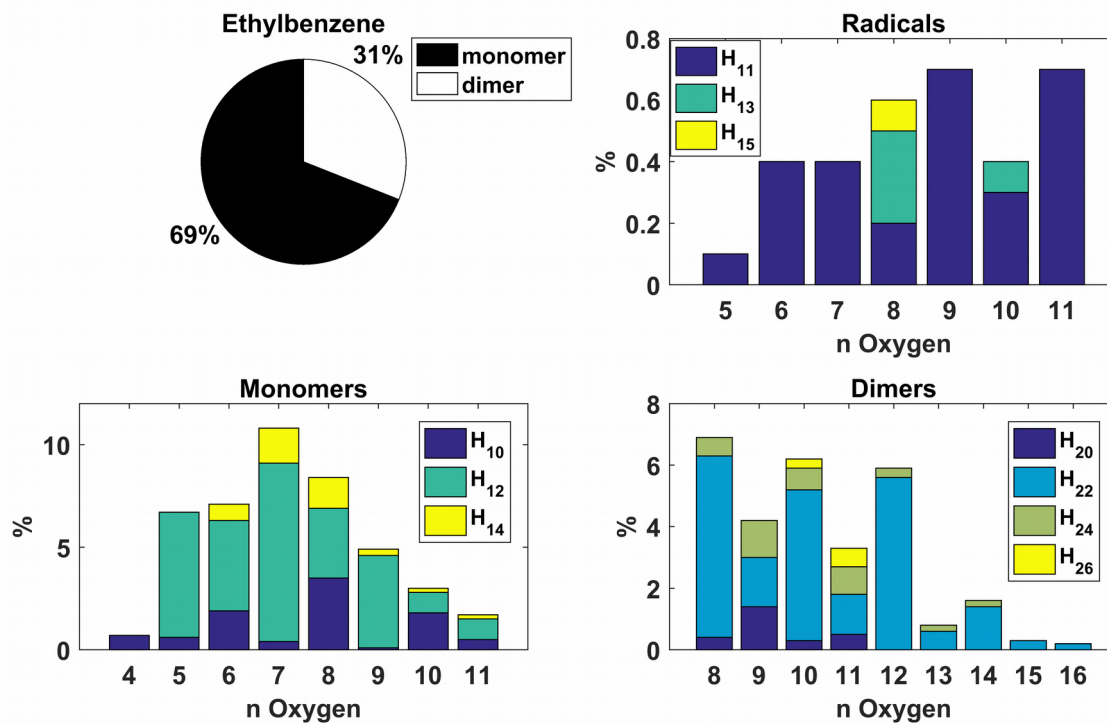 Ethylbenzene
31%
monomer
dimer
69%
Radicals
0.8
0.6
0.4
0.2
0
%
H11
H13
H15
5 6 7 8 9 10 11
n Oxygen
Monomers
10
5
0
%
H10
H12
H14
4 5 6 7 8 9 10 11
n Oxygen
Dimers
8
6
4
2
0
%
H20
H22
H24
H26
8 9 10 11 12 13 14 15 16
n Oxygen